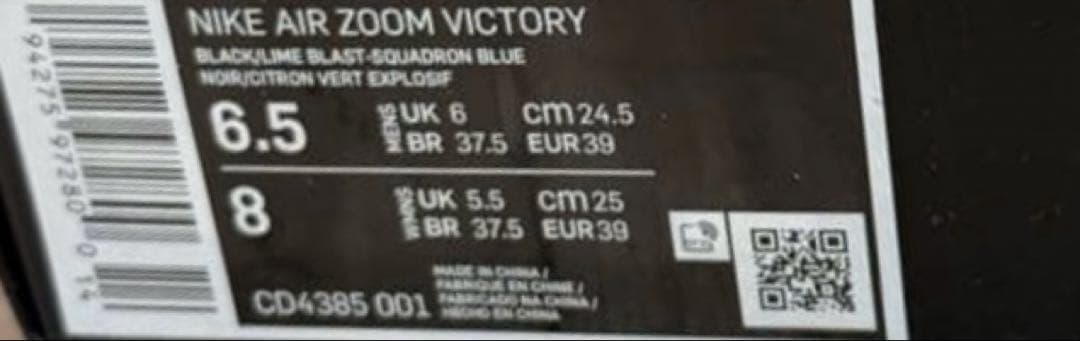 NIKE AIR ZOOM VICTORY
BLACK/LIME BLAST-SQUADRON BLUE
NOIR/CITRON VERT EXPLOSIF
6.5 MENS UK 6 CM 24.5
BR 37.5 EUR 39
8 WMNS UK 5.5 CM 25
BR 37.5 EUR 39
CD4385 001
MADE IN CHINA /
FABRIQUE EN CHINE /
FABRICADO NA CHINA /
HECHO EN CHINA